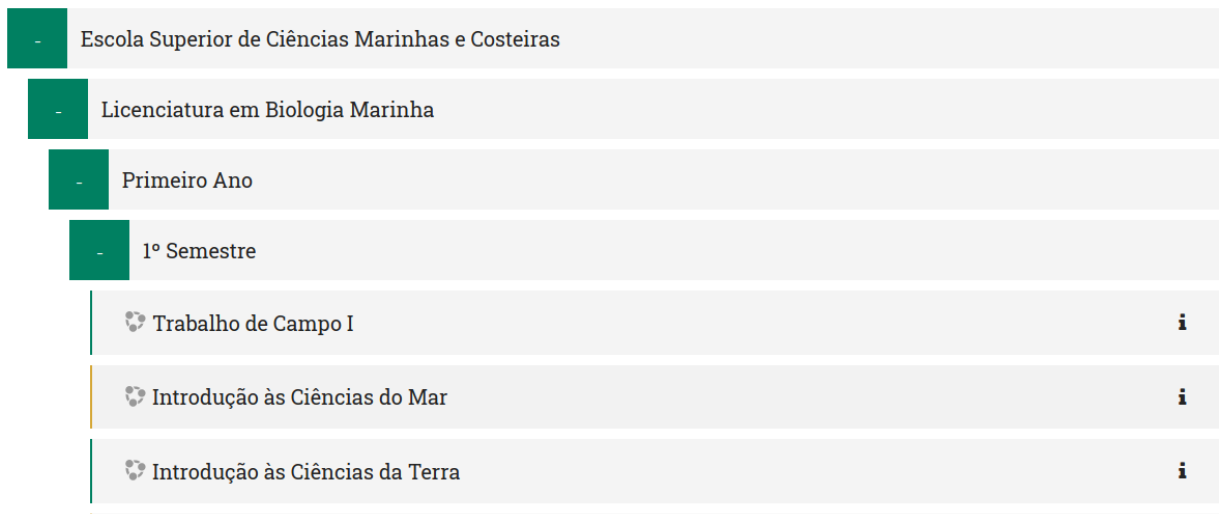 - Escola Superior de Ciências Marinhas e Costeiras
- Licenciatura em Biologia Marinha
- Primeiro Ano
- 1º Semestre
Trabalho de Campo I
Introdução às Ciências do Mar
Introdução às Ciências da Terra